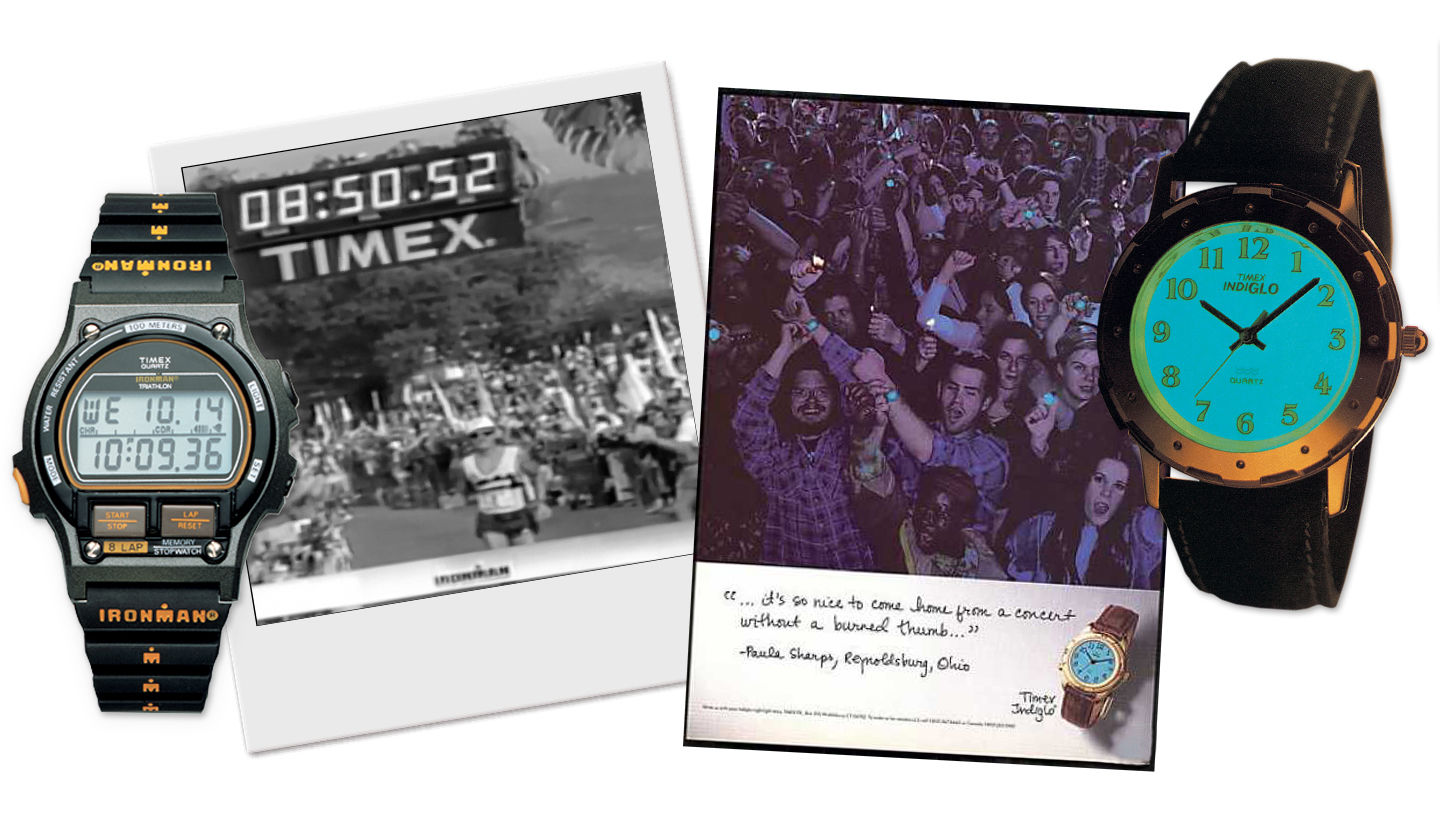 IRONMAN®
100 METERS
WATER RESISTANT
LIGHT
TIMEX
QUARTZ
IRONMAN®
TRIATHLON
WE 10.14
CHR CDR
10:09.36
MODE
SET
START
STOP
LAP
RESET
8 LAP
MEMORY
STOPWATCH
IRONMAN®
08:50.52
TIMEX.
IRONMAN
“... it's so nice to come home from a concert
without a burned thumb...”
-Paula Sharps, Reynoldsburg, Ohio
Timex
Indiglo®
11 12 1
TIMEX
INDIGLO
10 2
9 3
QUARTZ
8 4
7 6 5